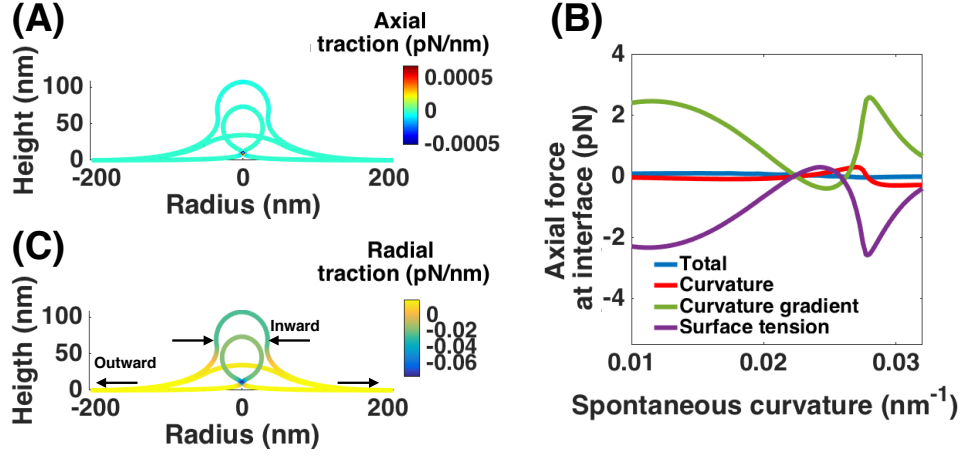 (A)
Axial
traction (pN/nm)
0.0005
0
-0.0005
Height (nm)
100
50
0
-200
0
200
Radius (nm)
(B)
Axial force
at interface (pN)
4
2
0
-2
-4
Total
Curvature
Curvature gradient
Surface tension
0.01
0.02
0.03
Spontaneous curvature (nm-1)
(C)
Radial
traction (pN/nm)
0
-0.02
-0.04
-0.06
Heigth (nm)
100
50
0
Inward
Outward
-200
0
200
Radius (nm)